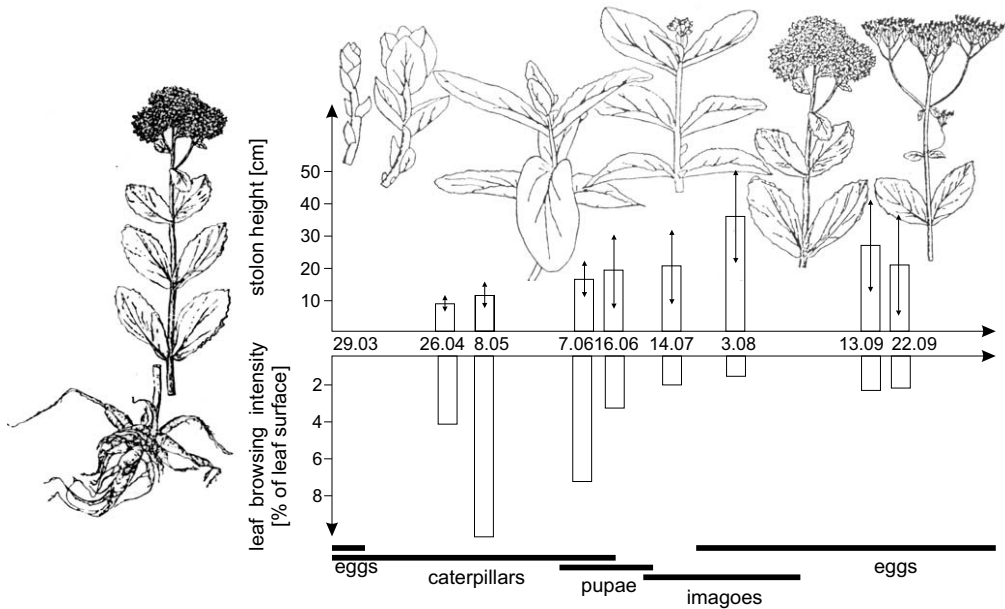 stolon height [cm]
50
40
30
20
10
29.03 26.04 8.05 7.06 16.06 14.07 3.08 13.09 22.09
leaf browsing intensity
[% of leaf surface]
2
4
6
8
eggs
caterpillars
pupae
imagoes
eggs